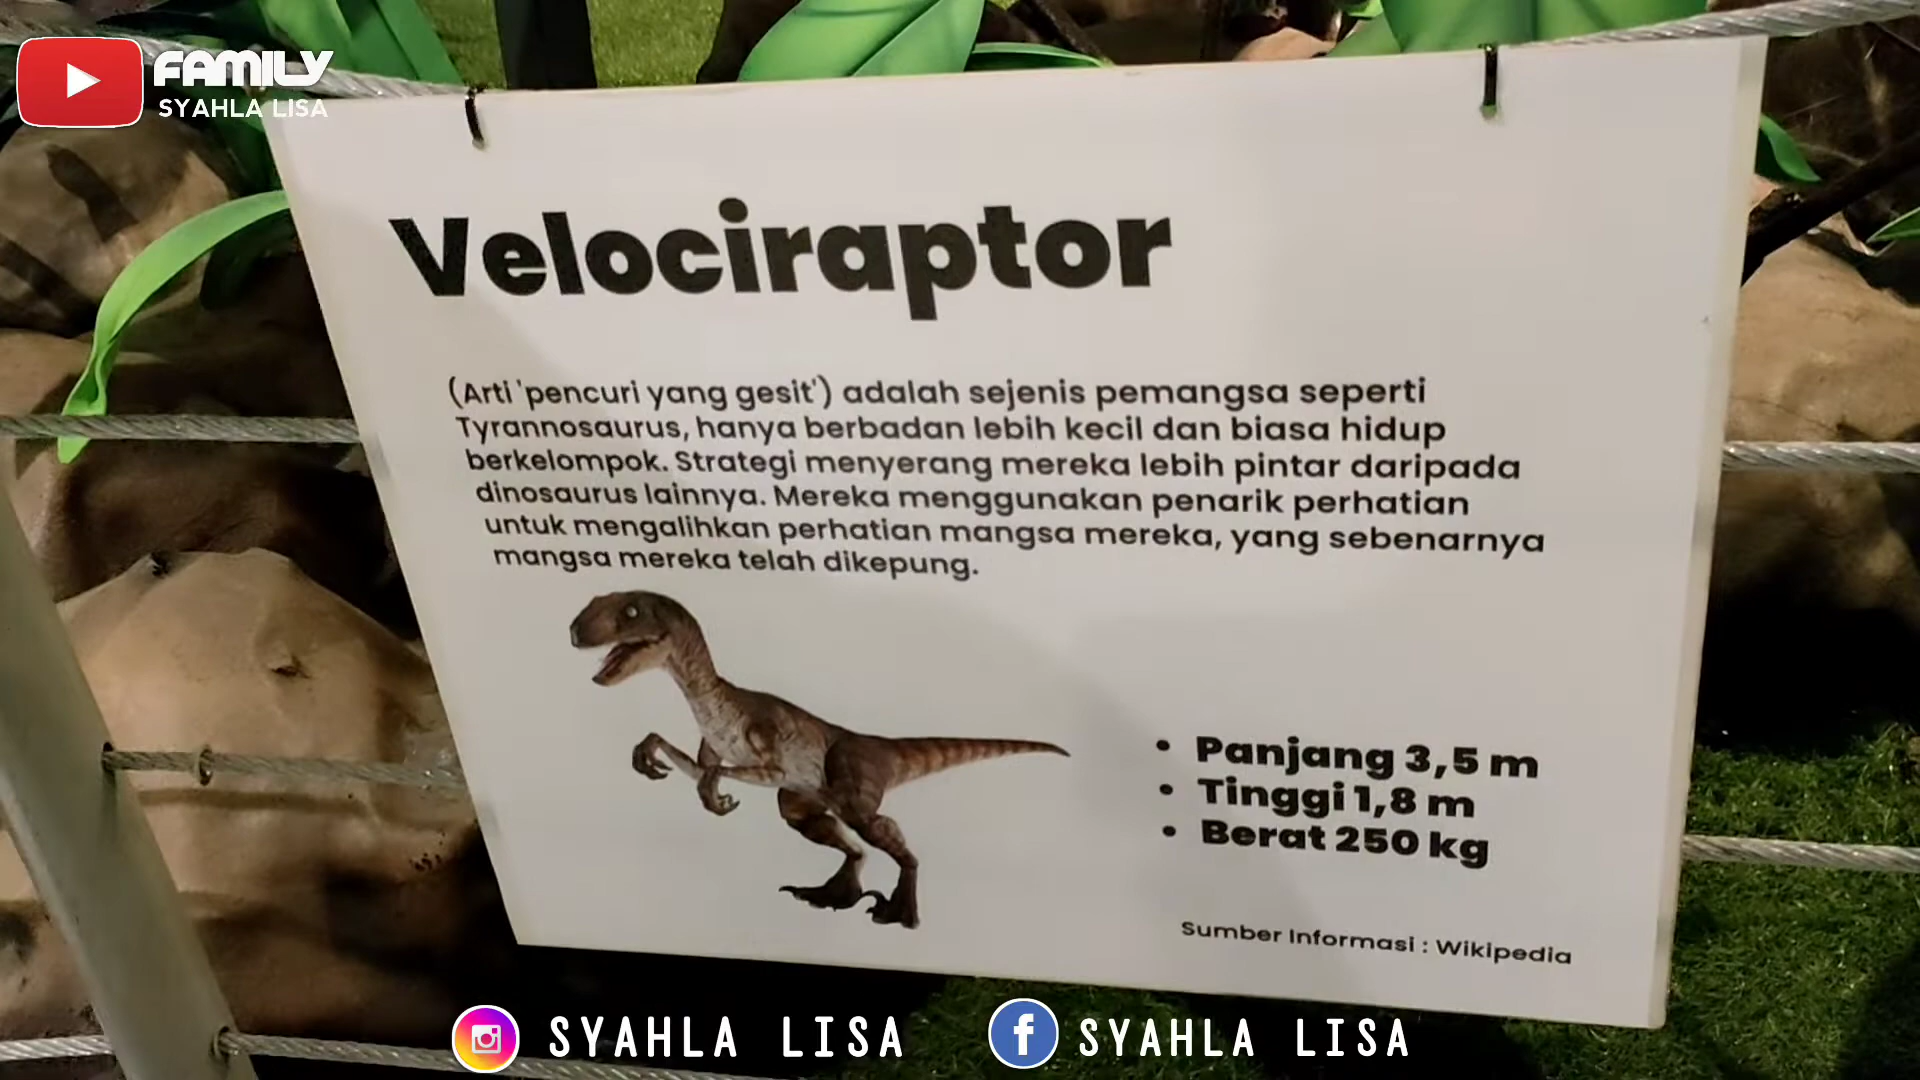 FAMILY
SYAHLA LISA
Velociraptor
(Arti 'pencuri yang gesit') adalah sejenis pemangsa seperti
Tyrannosaurus, hanya berbadan lebih kecil dan biasa hidup
berkelompok. Strategi menyerang mereka lebih pintar daripada
dinosaurus lainnya. Mereka menggunakan penarik perhatian
untuk mengalihkan perhatian mangsa mereka, yang sebenarnya
mangsa mereka telah dikepung.
• Panjang 3,5 m
• Tinggi 1,8 m
• Berat 250 kg
Sumber Informasi : Wikipedia
SYAHLA LISA
SYAHLA LISA